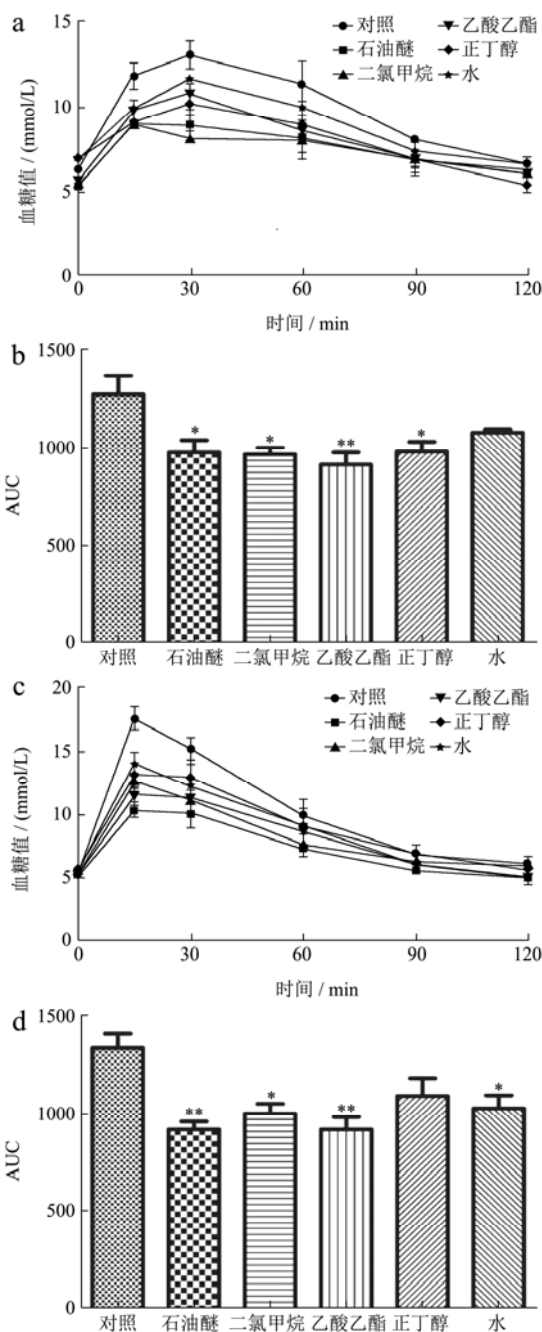 a
15
10
5
0
血糖值 / (mmol/L)
对照
石油醚
二氯甲烷
乙酸乙酯
正丁醇
水
0 30 60 90 120
时间 / min
b
1500
1000
500
0
AUC
* * ** *
对照 石油醚 二氯甲烷 乙酸乙酯 正丁醇 水
c
20
15
10
5
0
血糖值 / (mmol/L)
对照
石油醚
二氯甲烷
乙酸乙酯
正丁醇
水
0 30 60 90 120
时间 / min
d
1500
1000
500
0
AUC
** * ** *
对照 石油醚 二氯甲烷 乙酸乙酯 正丁醇 水